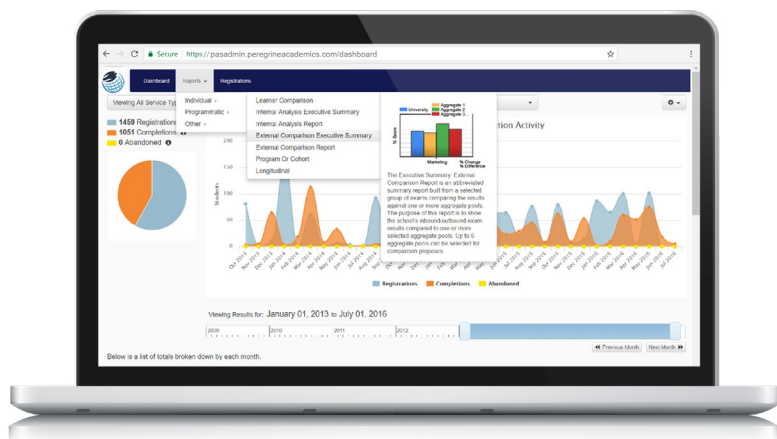 Secure https://pasadmin.peregrineacademics.com/dashboard
Dashboard Reports Registrations
Viewing All Service Typ
Individual
Programmatic
Other
Learner Comparison
Internal Analysis Executive Summary
Internal Analysis Report
External Comparison Executive Summary
External Comparison Report
Program Or Cohort
Longitudinal
1459 Registration
1051 Completions
0 Abandoned
tion Activity
University
Aggregate 1
Aggregate 2
Aggregate 3
% Score
Marketing
% Change
% Difference
The Executive Summary External
Comparison Report is an abbreviated
summary report built from a selected
group of exams comparing the results
against one or more aggregate pools.
The purpose of this report is to show
the school's inbound/outbound exam
results compared to one or more
selected aggregate pools. Up to 5
aggregate pools can be selected for
comparison proposes.
Students
200
150
100
50
0
Registrations Completions Abandoned
Viewing Results for: January 01, 2013 to July 01, 2016
2009 2010 2011 2012
Previous Month Next Month
Below is a list of totals broken down by each month.